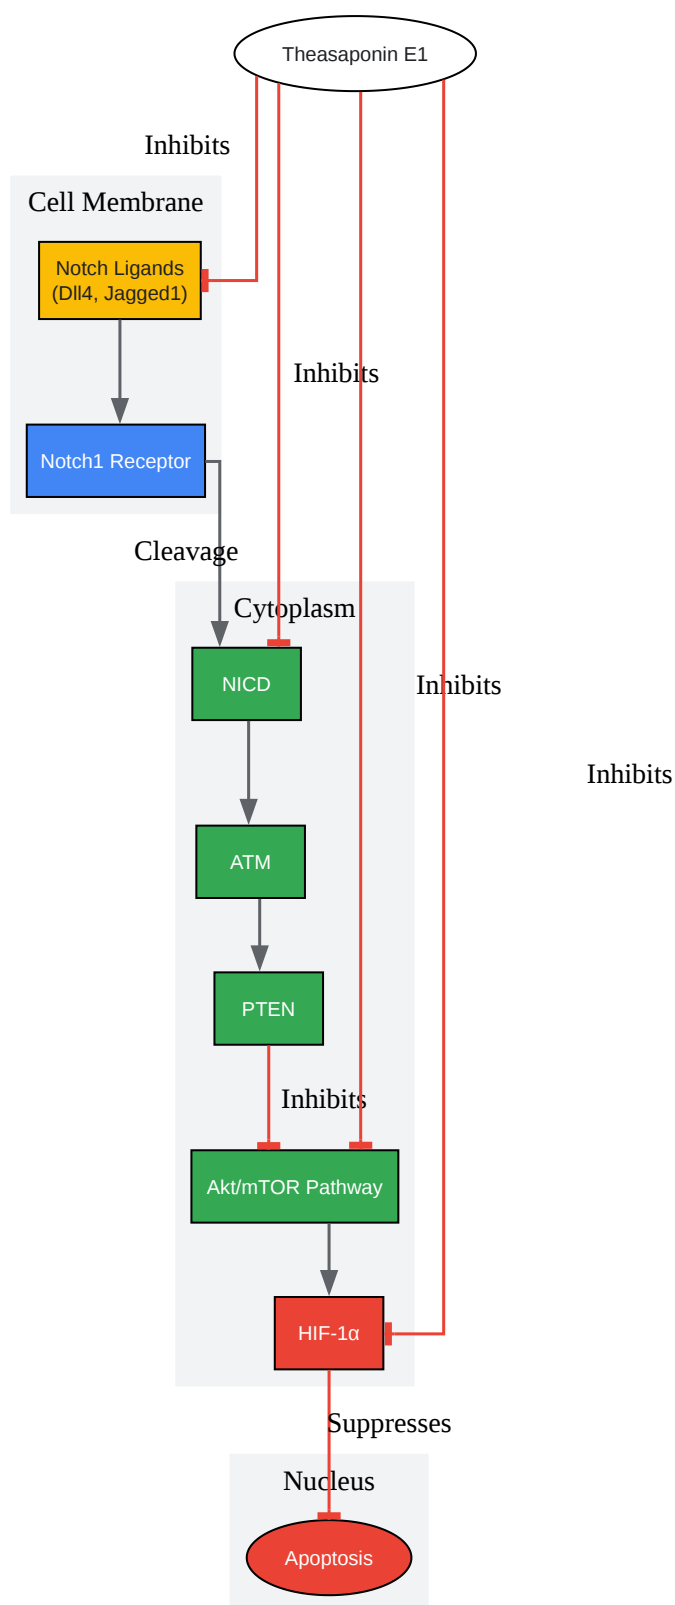 Theasaponin E1
Inhibits
Cell Membrane
Notch Ligands
(Dll4, Jagged1)
Inhibits
Notch1 Receptor
Cleavage
Cytoplasm
NICD
Inhibits
Inhibits
ATM
PTEN
Inhibits
Akt/mTOR Pathway
HIF-1α
Suppresses
Nucleus
Apoptosis